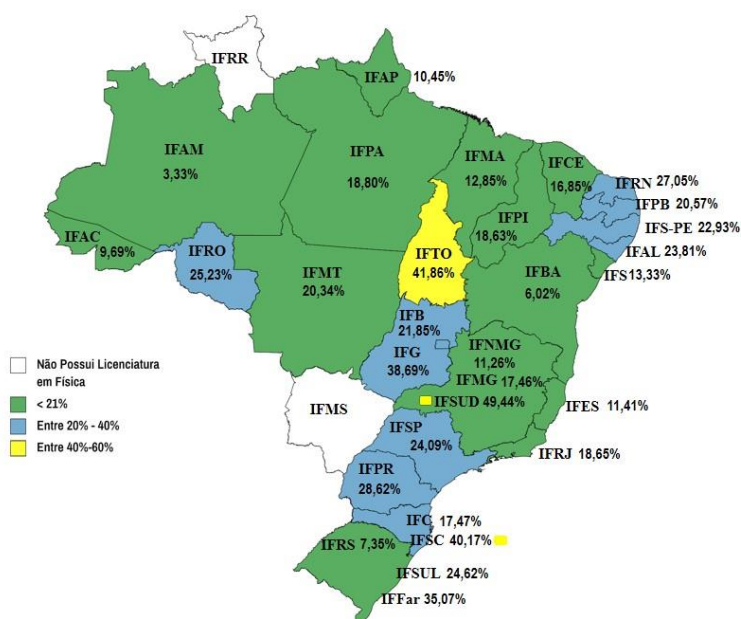 IFRR
IFAP
10,45%
IFAM
3,33%
IFPA
18,80%
IFMA
12,85%
IFCE
16,85%
IFRN 27,05%
IFPB 20,57%
IFS-PE 22,93%
IFAL 23,81%
IFS 13,33%
IFPI
18,63%
IFAC
9,69%
IFRO
25,23%
IFMT
20,34%
IFTO
41,86%
IFBA
6,02%
IFB
21,85%
IFG
38,69%
IFNMG
11,26%
IFMG 17,46%
IFSUD 49,44%
IFES 11,41%
IFRJ 18,65%
IFMS
IFSP
24,09%
IFPR
28,62%
IFC 17,47%
IFSC 40,17%
IFRS 7,35%
IFSUL 24,62%
IFFar 35,07%
Não Possui Licenciatura
em Física
< 21%
Entre 20% - 40%
Entre 40%-60%